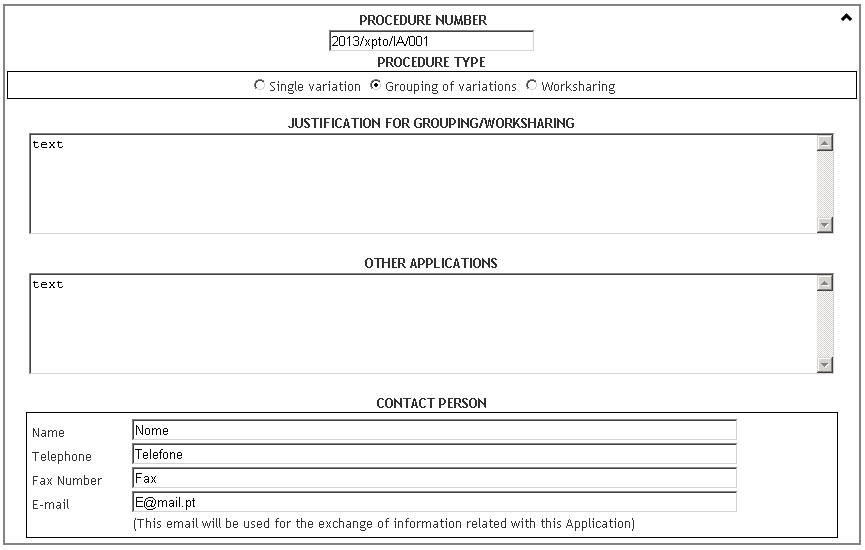 PROCEDURE NUMBER
2013/xpto/IA/001
PROCEDURE TYPE
Single variation Grouping of variations Worksharing
JUSTIFICATION FOR GROUPING/WORKSHARING
text
OTHER APPLICATIONS
text
CONTACT PERSON
Name Nome
Telephone Telefone
Fax Number Fax
E-mail E@mail.pt
(This email will be used for the exchange of information related with this Application)